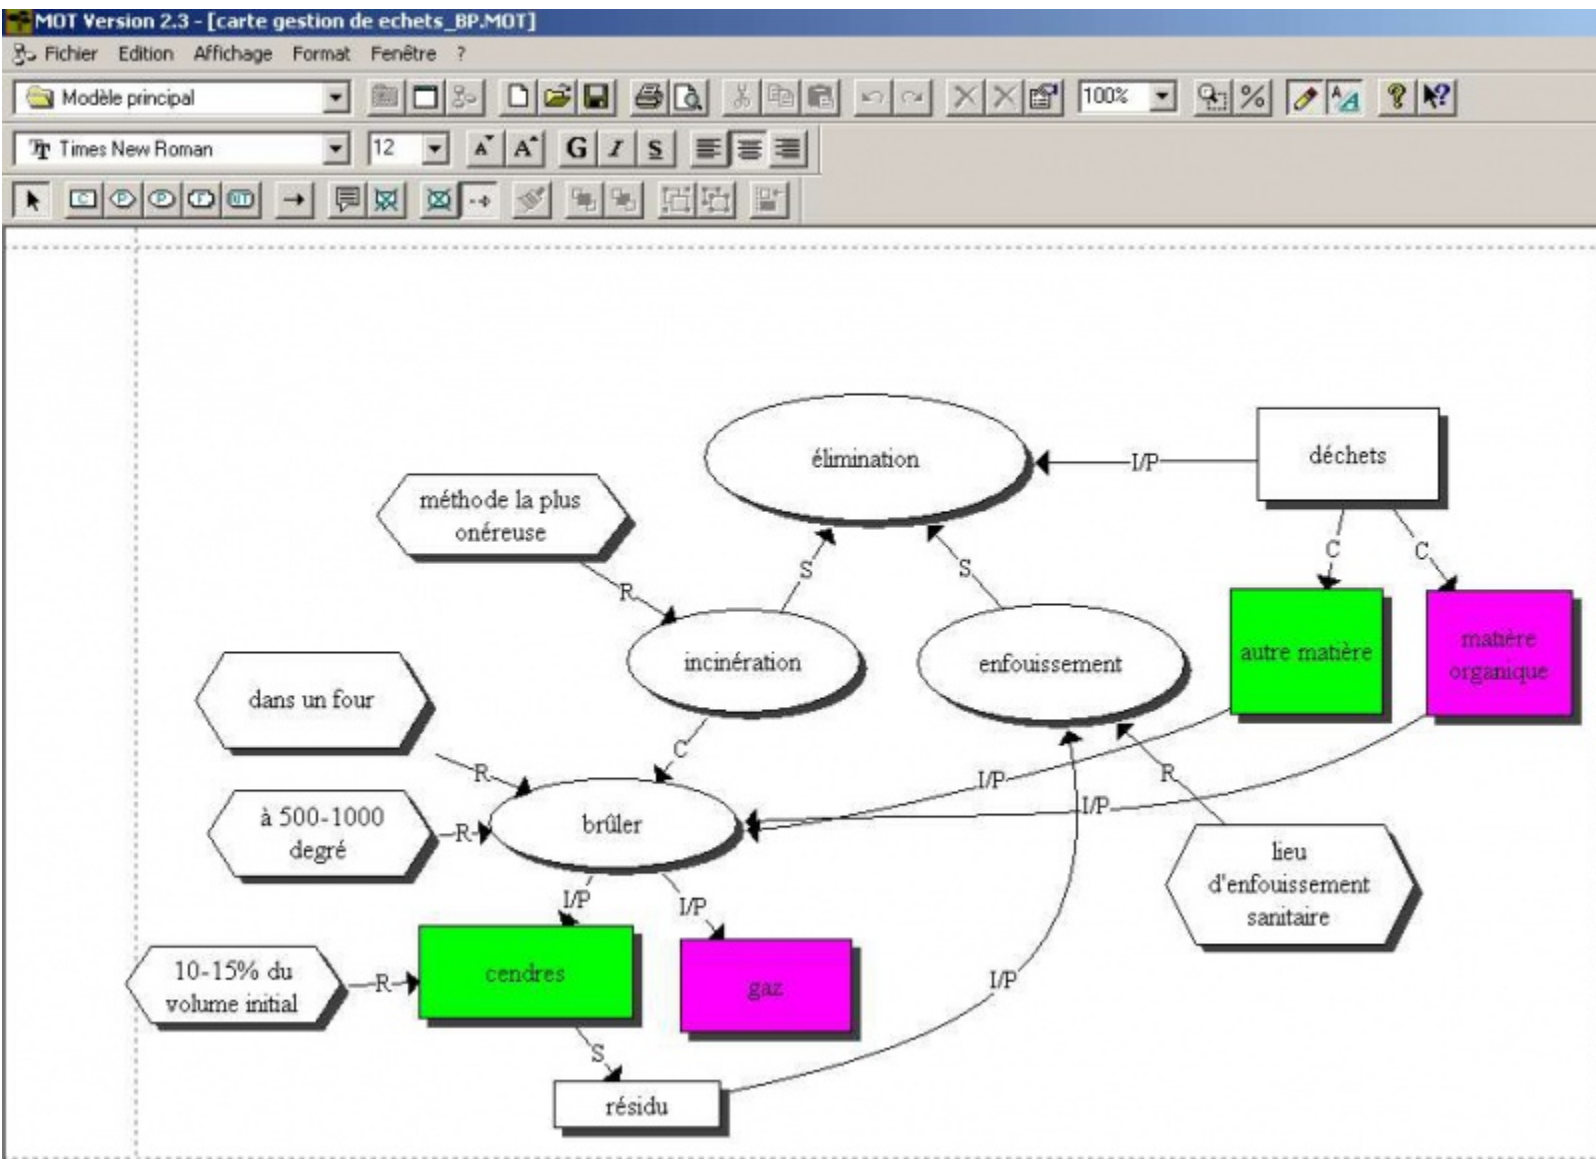 MOT Version 2.3 - [carte gestion de echets_BP.MOT]
Fichier Edition Affichage Format Fenêtre ?
Modèle principal
100%
Times New Roman
12
A A G I S
C P P F NT
élimination
I/P
déchets
méthode la plus
onéreuse
R
S
S
C
C
incinération
enfouissement
autre matière
matière
organique
dans un four
R
C
I/P
R
I/P
à 500-1000
degré
R
brûler
lieu
d'enfouissement
sanitaire
I/P
I/P
10-15% du
volume initial
R
cendres
gaz
I/P
S
résidu